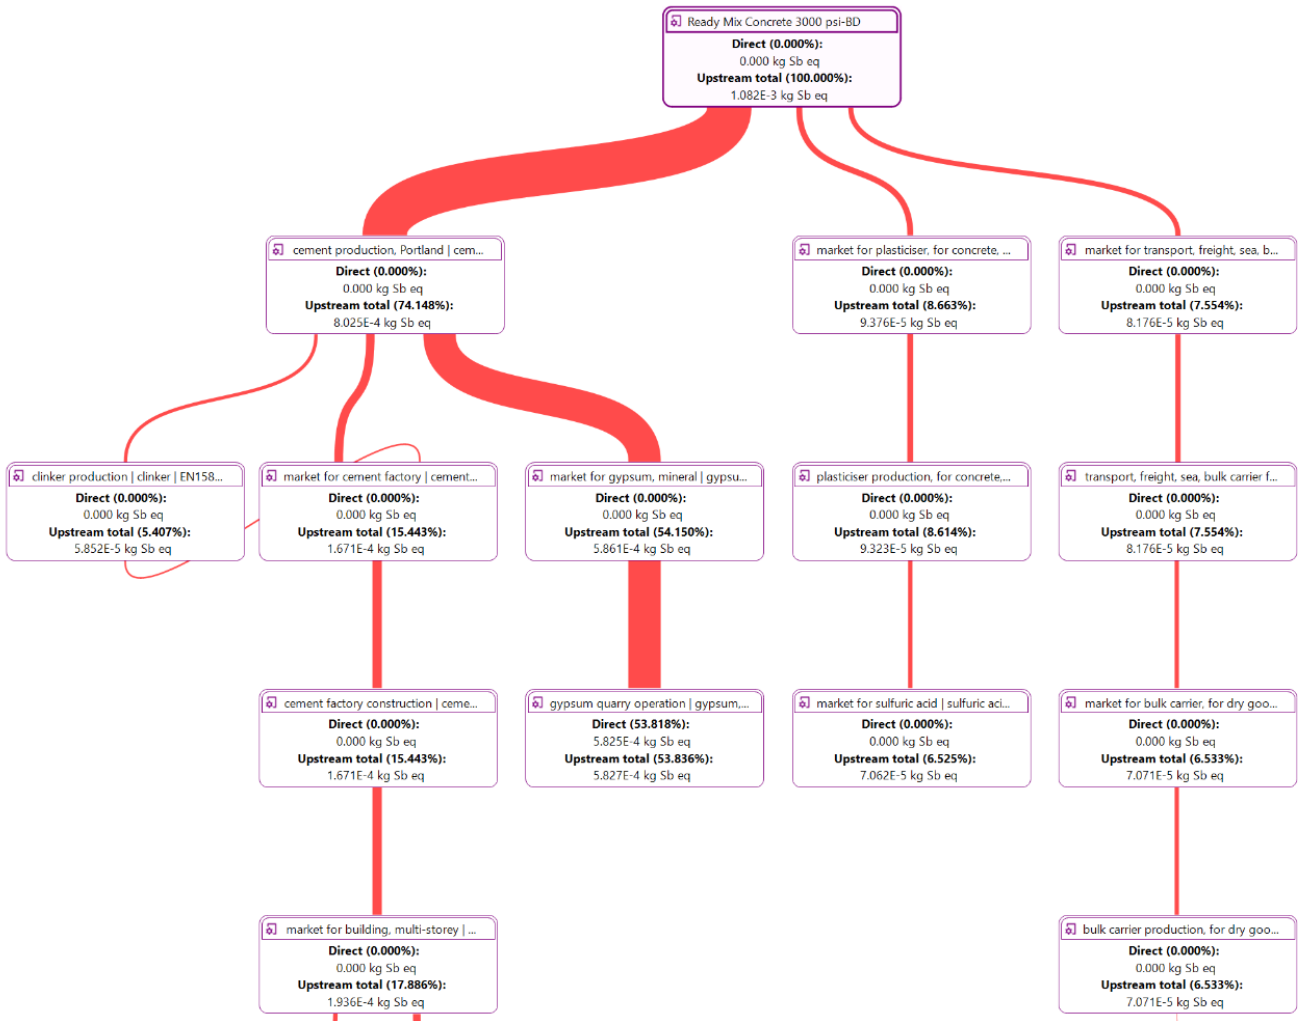 Ready Mix Concrete 3000 psi-BD
Direct (0.000%):
0.000 kg Sb eq
Upstream total (100.000%):
1.082E-3 kg Sb eq
cement production, Portland | cem...
Direct (0.000%):
0.000 kg Sb eq
Upstream total (74.148%):
8.025E-4 kg Sb eq
market for plasticiser, for concrete, ...
Direct (0.000%):
0.000 kg Sb eq
Upstream total (8.663%):
9.376E-5 kg Sb eq
market for transport, freight, sea, b...
Direct (0.000%):
0.000 kg Sb eq
Upstream total (7.554%):
8.176E-5 kg Sb eq
clinker production | clinker | EN158...
Direct (0.000%):
0.000 kg Sb eq
Upstream total (5.407%):
5.852E-5 kg Sb eq
market for cement factory | cement...
Direct (0.000%):
0.000 kg Sb eq
Upstream total (15.443%):
1.671E-4 kg Sb eq
market for gypsum, mineral | gypsu...
Direct (0.000%):
0.000 kg Sb eq
Upstream total (54.150%):
5.861E-4 kg Sb eq
plasticiser production, for concrete,...
Direct (0.000%):
0.000 kg Sb eq
Upstream total (8.614%):
9.323E-5 kg Sb eq
transport, freight, sea, bulk carrier f...
Direct (0.000%):
0.000 kg Sb eq
Upstream total (7.554%):
8.176E-5 kg Sb eq
cement factory construction | ceme...
Direct (0.000%):
0.000 kg Sb eq
Upstream total (15.443%):
1.671E-4 kg Sb eq
gypsum quarry operation | gypsum,...
Direct (53.818%):
5.825E-4 kg Sb eq
Upstream total (53.836%):
5.827E-4 kg Sb eq
market for sulfuric acid | sulfuric aci...
Direct (0.000%):
0.000 kg Sb eq
Upstream total (6.525%):
7.062E-5 kg Sb eq
market for bulk carrier, for dry goo...
Direct (0.000%):
0.000 kg Sb eq
Upstream total (6.533%):
7.071E-5 kg Sb eq
market for building, multi-storey | ...
Direct (0.000%):
0.000 kg Sb eq
Upstream total (17.886%):
1.936E-4 kg Sb eq
bulk carrier production, for dry goo...
Direct (0.000%):
0.000 kg Sb eq
Upstream total (6.533%):
7.071E-5 kg Sb eq